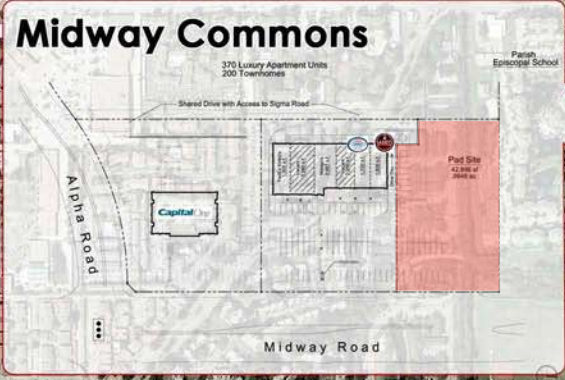 Midway Commons
370 Luxury Apartment Units
200 Townhomes
Parish
Episcopal School
Shared Drive with Access to Sigma Road
Pad Site
Capital One
Alpha Road
Midway Road